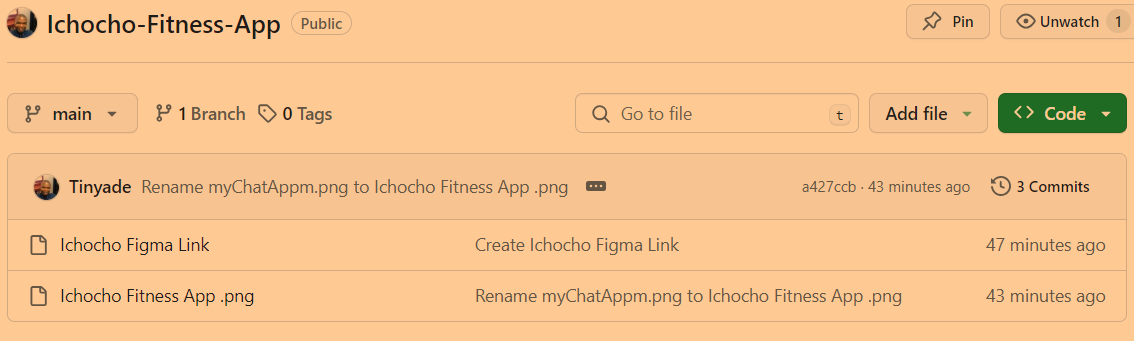 Ichocho-Fitness-App Public Pin Unwatch 1
main 1 Branch 0 Tags Go to file t Add file Code
Tinyade Rename myChatAppm.png to Ichocho Fitness App .png a427ccb · 43 minutes ago 3 Commits
Ichocho Figma Link Create Ichocho Figma Link 47 minutes ago
Ichocho Fitness App .png Rename myChatAppm.png to Ichocho Fitness App .png 43 minutes ago